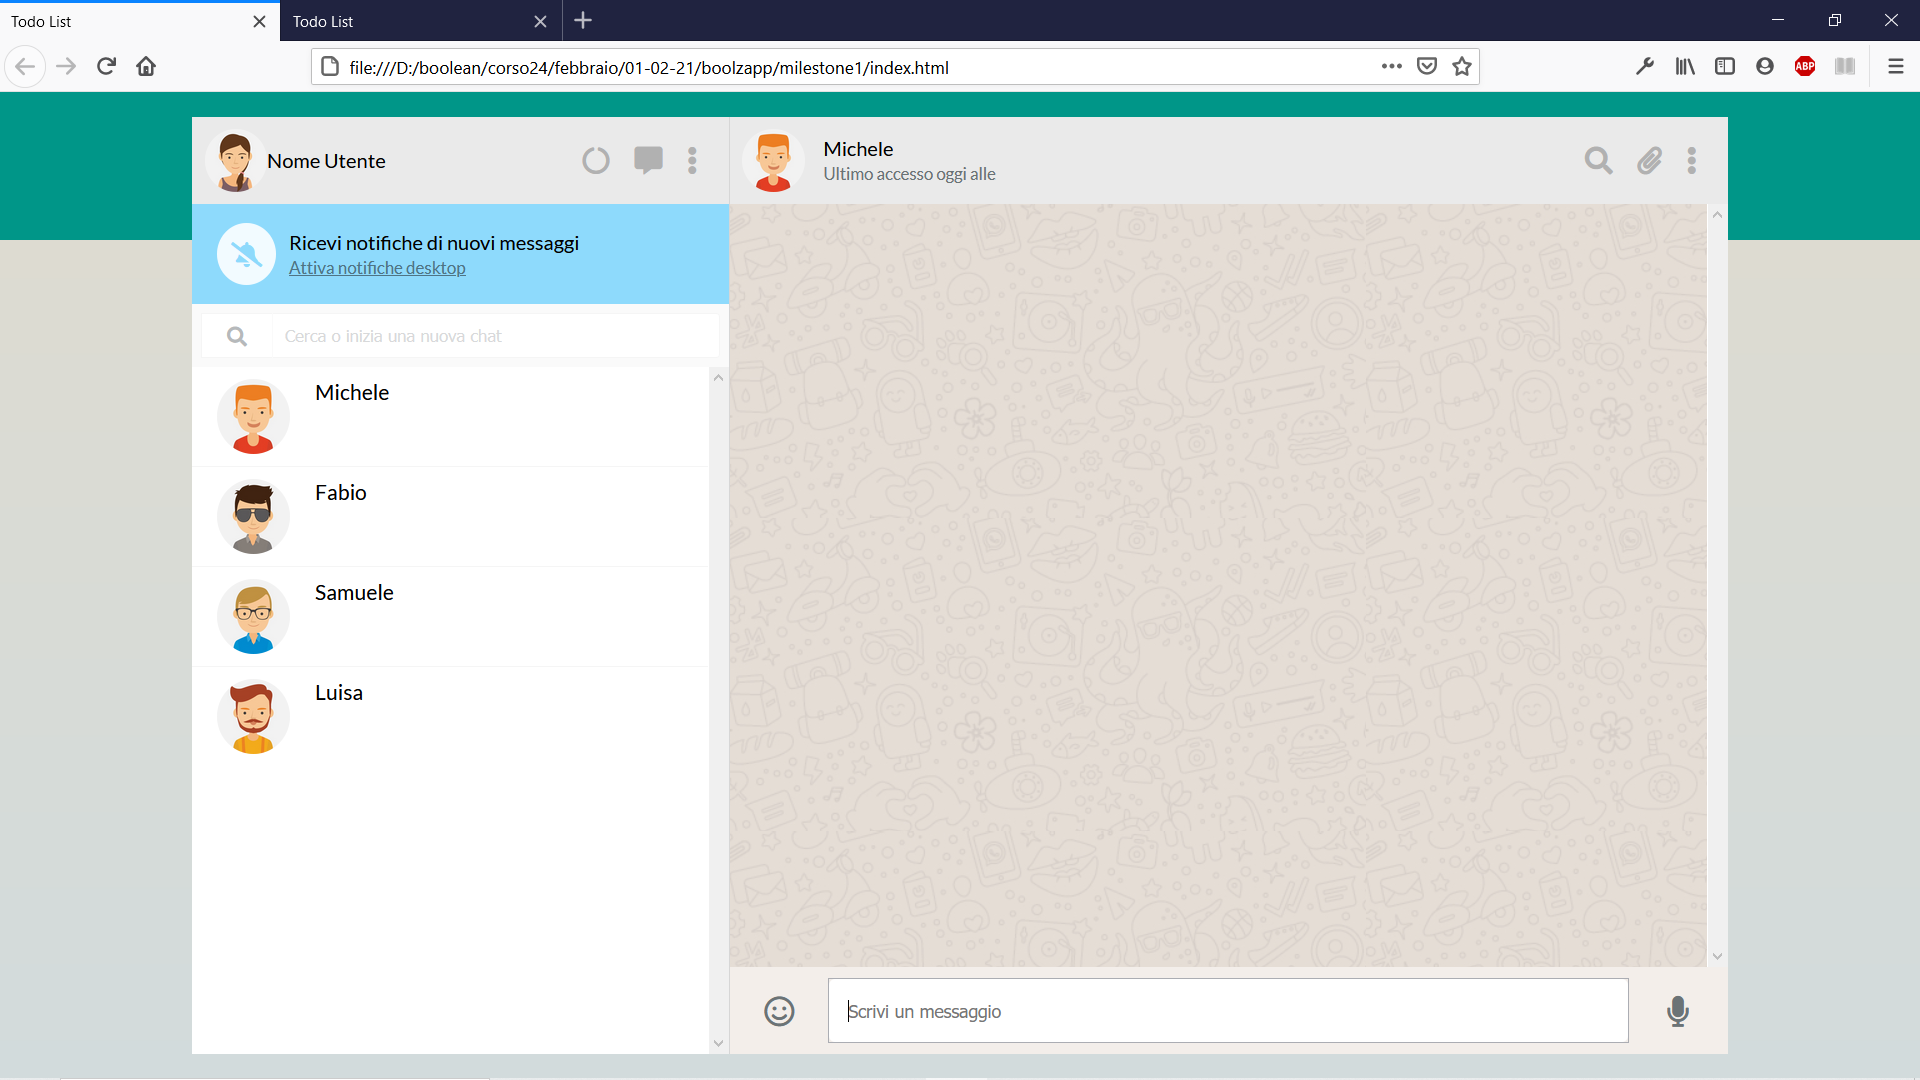 Todo List
Todo List
file:///D:/boolean/corso24/febbraio/01-02-21/boolzapp/milestone1/index.html
ABP
Nome Utente
Michele
Ultimo accesso oggi alle
Ricevi notifiche di nuovi messaggi
Attiva notifiche desktop
Cerca o inizia una nuova chat
Michele
Fabio
Samuele
Luisa
Scrivi un messaggio